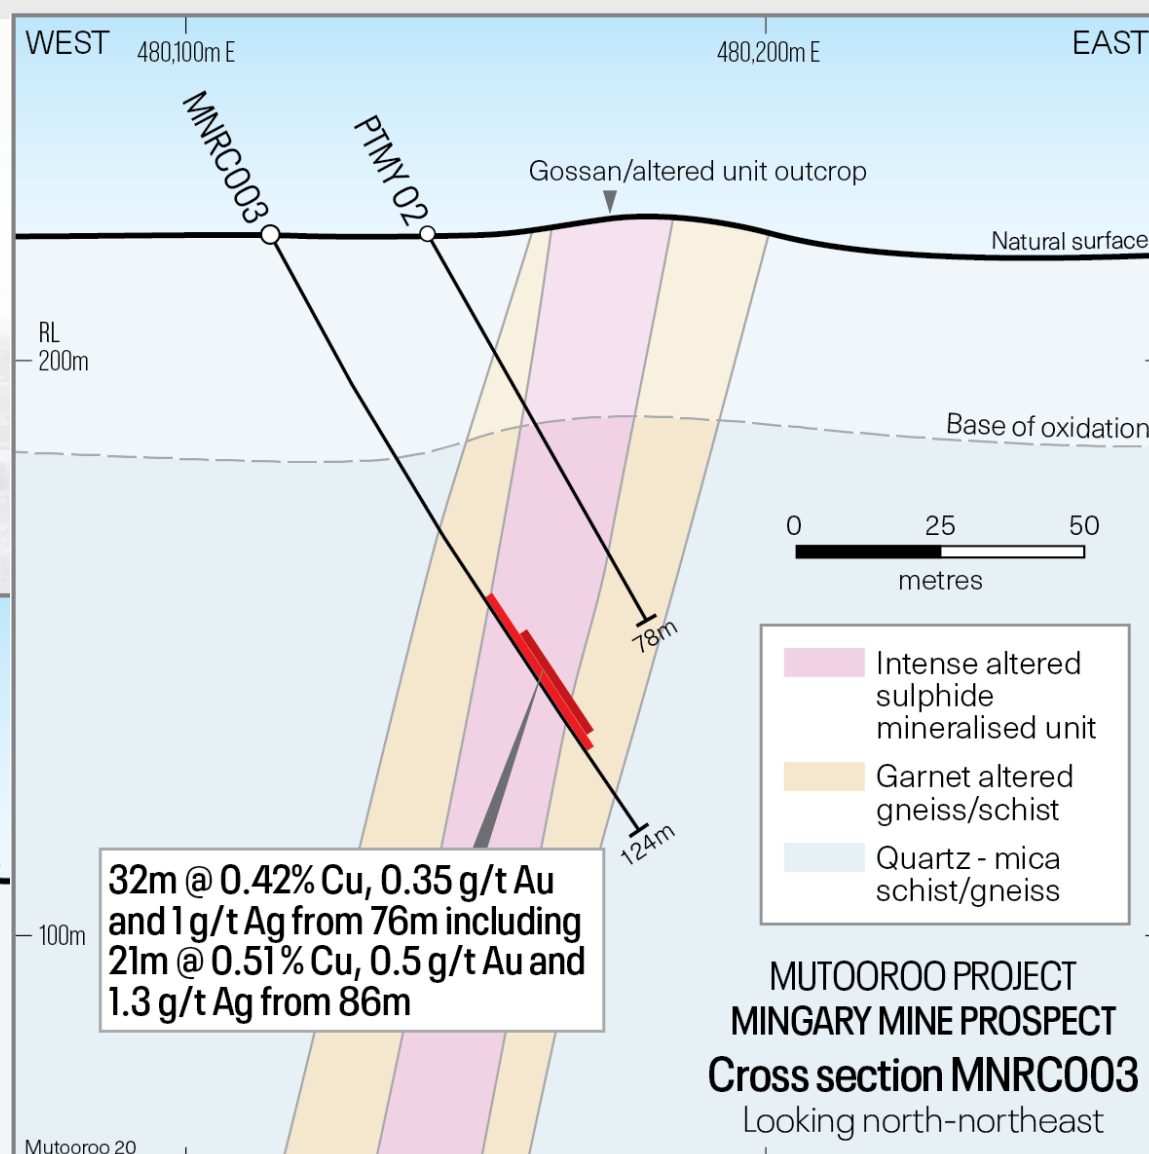 WEST
480,100m E
480,200m E
EAST
MNRC003
PTMY 02
Gossan/altered unit outcrop
Natural surface
RL
200m
Base of oxidation
0 25 50
metres
78m
124m
Intense altered
sulphide
mineralised unit
Garnet altered
gneiss/schist
Quartz - mica
schist/gneiss
32m @ 0.42% Cu, 0.35 g/t Au
and 1 g/t Ag from 76m including
21m @ 0.51% Cu, 0.5 g/t Au and
1.3 g/t Ag from 86m
100m
MUTOOROO PROJECT
MINGARY MINE PROSPECT
Cross section MNRC003
Looking north-northeast
Mutooroo 20